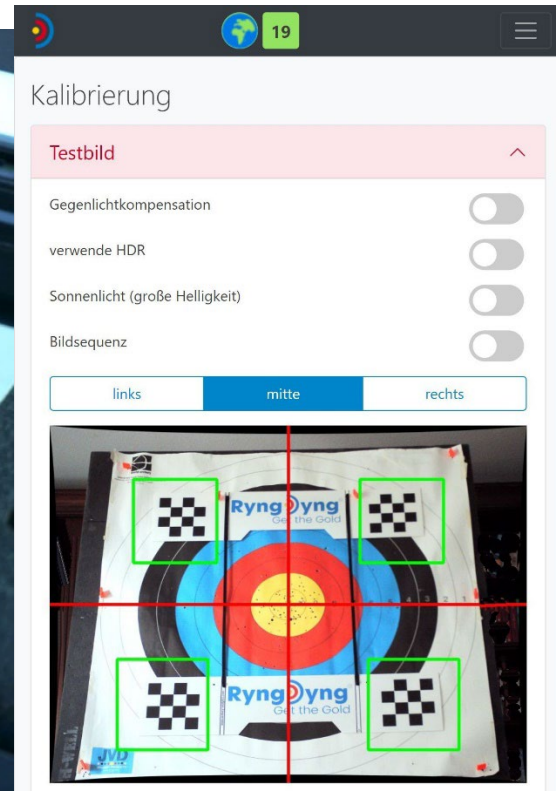 19
Kalibrierung
Testbild
Gegenlichtkompensation
verwende HDR
Sonnenlicht (große Helligkeit)
Bildsequenz
links mitte rechts
RyngDyng
Get the Gold
RyngDyng
Get the Gold
JVD